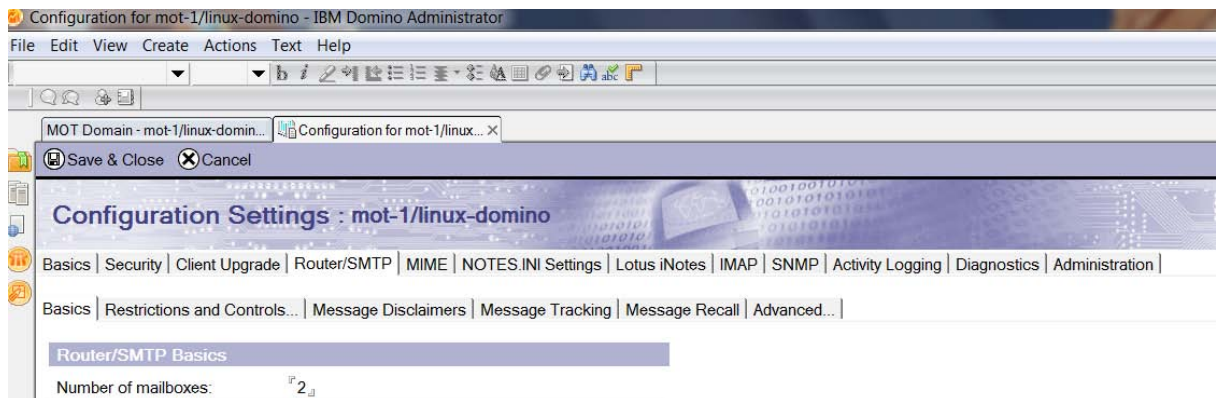 Configuration for mot-1/linux-domino - IBM Domino Administrator
File Edit View Create Actions Text Help
b i abc
MOT Domain - mot-1/linux-domin... Configuration for mot-1/linux...
Save & Close Cancel
Configuration Settings : mot-1/linux-domino
Basics | Security | Client Upgrade | Router/SMTP | MIME | NOTES.INI Settings | Lotus iNotes | IMAP | SNMP | Activity Logging | Diagnostics | Administration |
Basics | Restrictions and Controls... | Message Disclaimers | Message Tracking | Message Recall | Advanced... |
Router/SMTP Basics
Number of mailboxes: 2